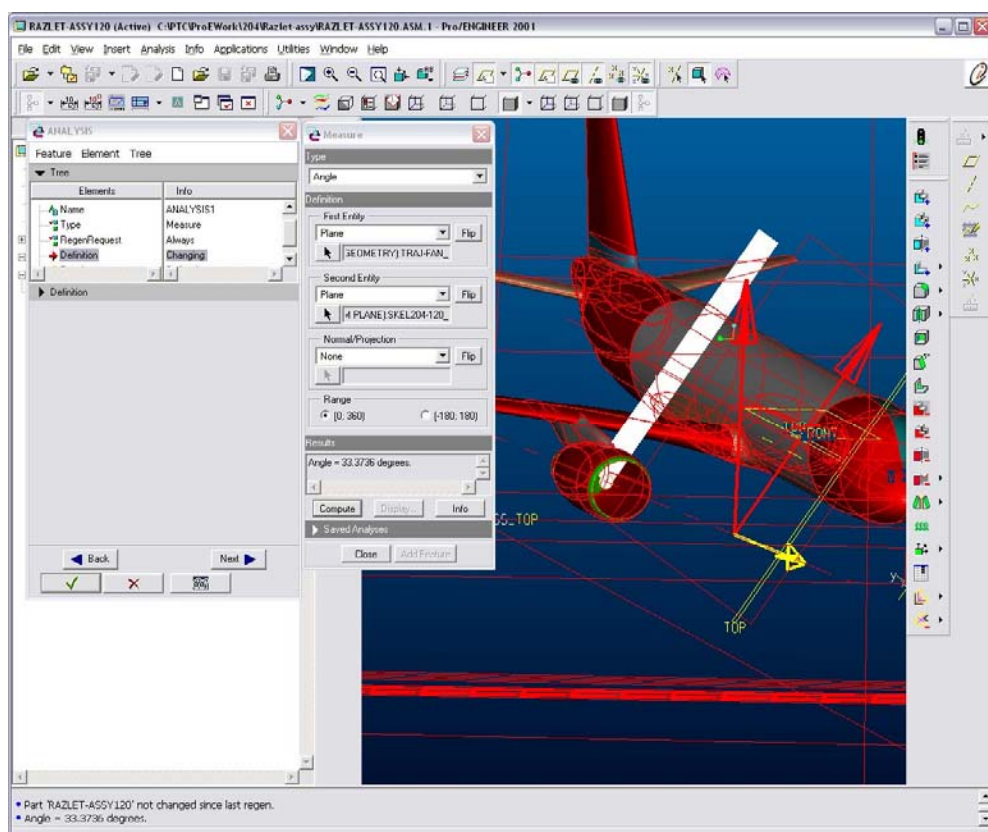 RAZLET-ASSY120 (Active) C:\PTC\ProEWork\204\Razlet-assy\RAZLET-ASSY120.ASM.1 - Pro/ENGINEER 2001
File Edit View Insert Analysis Info Applications Utilities Window Help
ANALYSIS
Feature Element Tree
Tree
Elements Info
Name ANALYSIS1
Type Measure
RegenRequest Always
Definition Changing
Definition
Back Next
Measure
Type
Angle
Definition
First Entity
Plane Flip
GEOMETRY) TRAJ-FAN_
Second Entity
Plane Flip
M PLANE):SKEL204-120_
Normal/Projection
None Flip
Range
[0; 360) (-180; 180)
Results
Angle = 33.3736 degrees.
Compute Display... Info
Saved Analyses
Close Add Feature
FRONT
_TOP
TOP
y
Part 'RAZLET-ASSY120' not changed since last regen.
Angle = 33.3736 degrees.